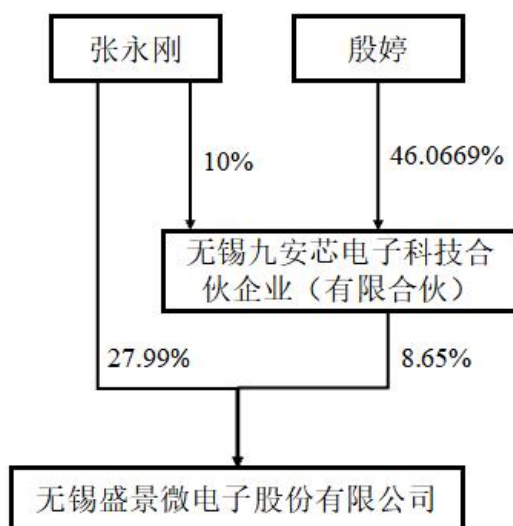 张永刚
殷婷
10%
46.0669%
无锡九安芯电子科技合
伙企业（有限合伙）
27.99%
8.65%
无锡盛景微电子股份有限公司